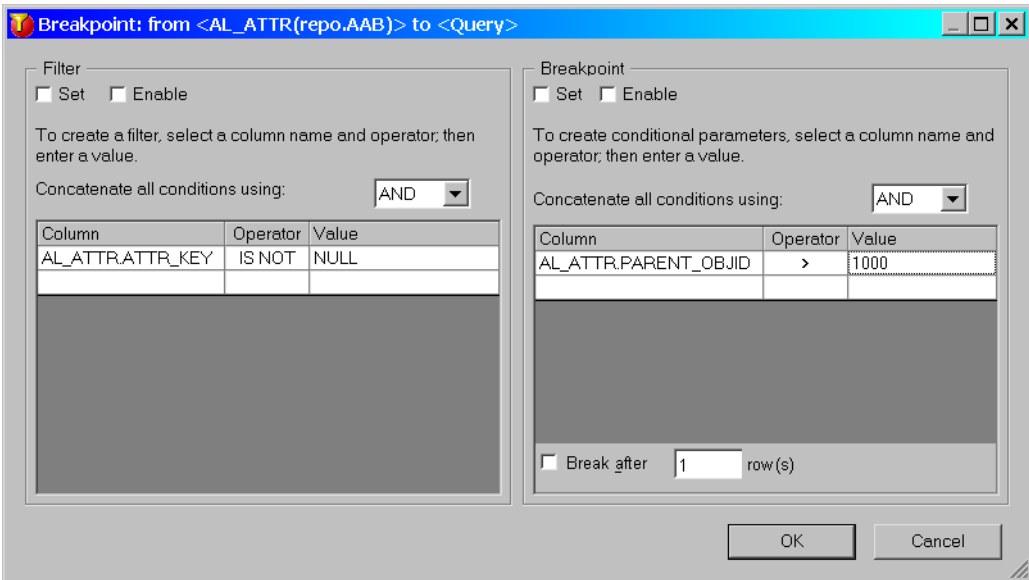 Breakpoint: from <AL_ATTR(repo.AAB)> to <Query>
Filter
Set Enable
To create a filter, select a column name and operator; then
enter a value.
Concatenate all conditions using: AND
Column Operator Value
AL_ATTR.ATTR_KEY IS NOT NULL
Breakpoint
Set Enable
To create conditional parameters, select a column name and
operator; then enter a value.
Concatenate all conditions using: AND
Column Operator Value
AL_ATTR.PARENT_OBJID > 1000
Break after 1 row(s)
OK Cancel